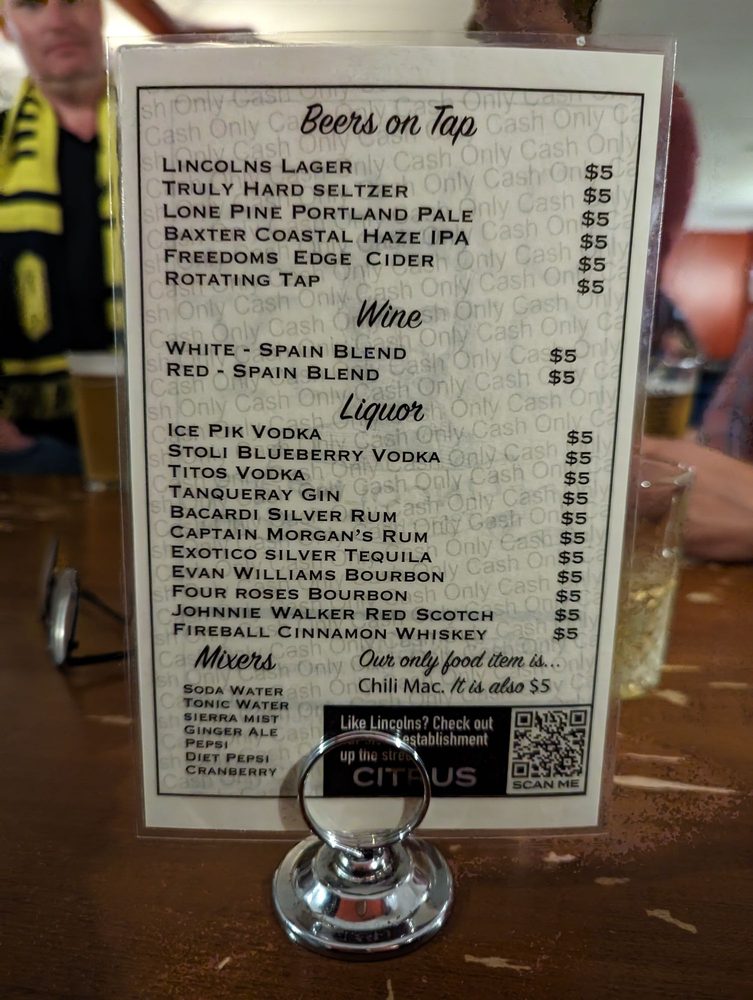 Beers on Tap
LINCOLNS LAGER $5
TRULY HARD SELTZER $5
LONE PINE PORTLAND PALE $5
BAXTER COASTAL HAZE IPA $5
FREEDOMS EDGE CIDER $5
ROTATING TAP $5
Wine
WHITE - SPAIN BLEND $5
RED - SPAIN BLEND $5
Liquor
ICE PIK VODKA $5
STOLI BLUEBERRY VODKA $5
TITOS VODKA $5
TANQUERAY GIN $5
BACARDI SILVER RUM $5
CAPTAIN MORGAN'S RUM $5
EXOTICO SILVER TEQUILA $5
EVAN WILLIAMS BOURBON $5
FOUR ROSES BOURBON $5
JOHNNIE WALKER RED SCOTCH $5
FIREBALL CINNAMON WHISKEY $5
Mixers
SODA WATER
TONIC WATER
SIERRA MIST
GINGER ALE
PEPSI
DIET PEPSI
CRANBERRY
Our only food item is...
Chili Mac. It is also $5
Like Lincolns? Check out
establishment
up the street
CITRUS
SCAN ME
Cash Only